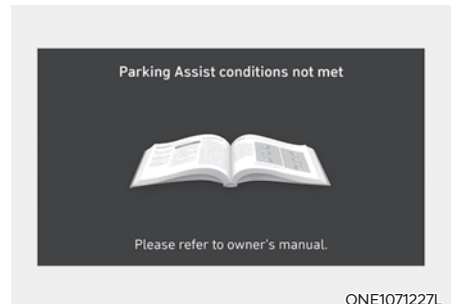 Parking Assist conditions not met
Please refer to owner's manual.
ONE1071227L